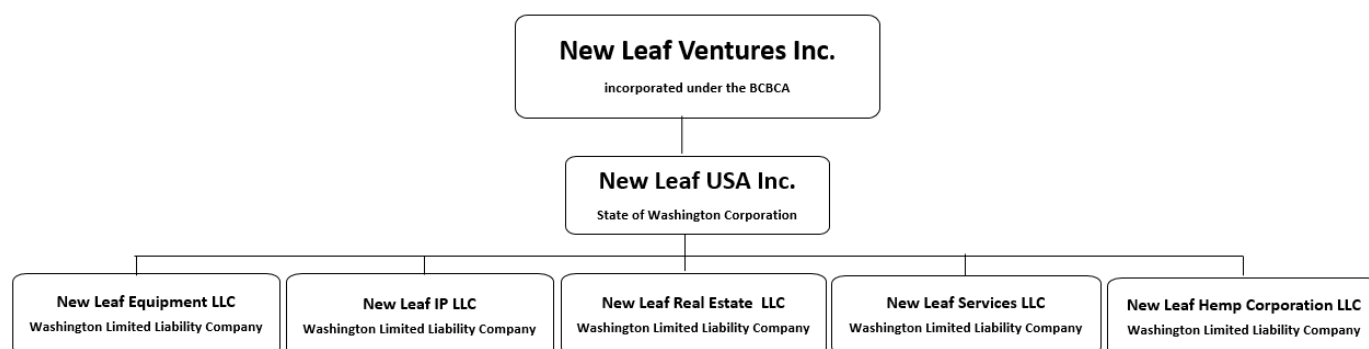 New Leaf Ventures Inc.
incorporated under the BCBCA
New Leaf USA Inc.
State of Washington Corporation
New Leaf Equipment LLC
Washington Limited Liability Company
New Leaf IP LLC
Washington Limited Liability Company
New Leaf Real Estate LLC
Washington Limited Liability Company
New Leaf Services LLC
Washington Limited Liability Company
New Leaf Hemp Corporation LLC
Washington Limited Liability Company